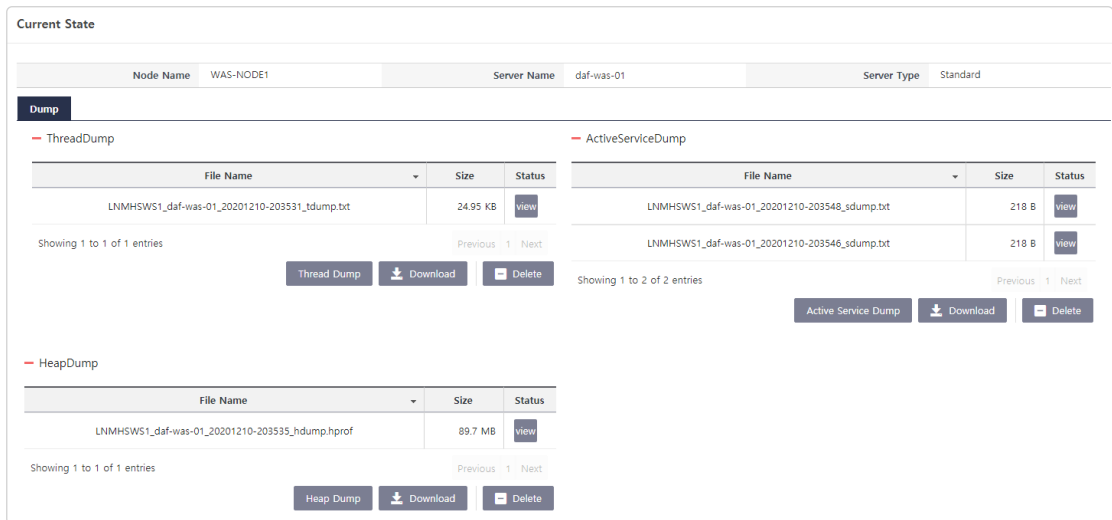 Current State
Node Name WAS-NODE1 Server Name daf-was-01 Server Type Standard
Dump
ThreadDump
File Name Size Status
LNMHSWS1_daf-was-01_20201210-203531_tdump.txt 24.95 KB view
Showing 1 to 1 of 1 entries Previous 1 Next
Thread Dump Download Delete
ActiveServiceDump
File Name Size Status
LNMHSWS1_daf-was-01_20201210-203548_sdump.txt 218 B view
LNMHSWS1_daf-was-01_20201210-203546_sdump.txt 218 B view
Showing 1 to 2 of 2 entries Previous 1 Next
Active Service Dump Download Delete
HeapDump
File Name Size Status
LNMHSWS1_daf-was-01_20201210-203535_hdump.hprof 89.7 MB view
Showing 1 to 1 of 1 entries Previous 1 Next
Heap Dump Download Delete